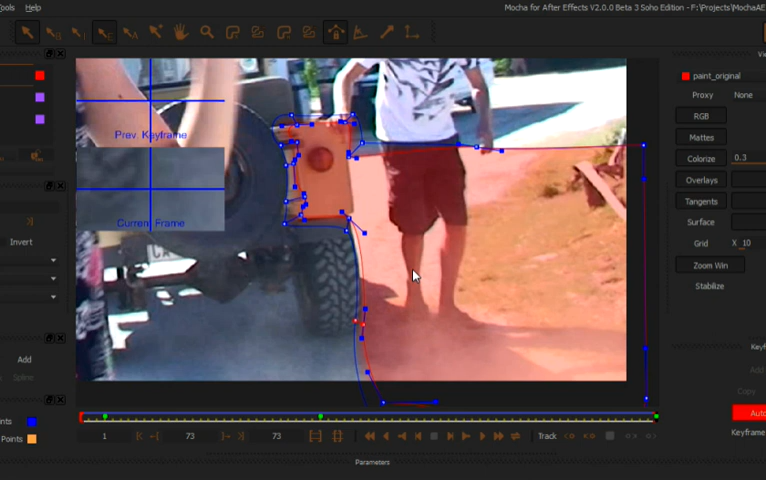 Tools Help
Mocha for After Effects V2.0.0 Beta 3 Soho Edition - F:\Projects\MochaAE
paint_original
Proxy None
RGB
Mattes
Colorize 0.3
Overlays
Tangents
Surface
Grid X 10
Zoom Win
Stabilize
Prev. Keyframe
Current Frame
Invert
Add
Spline
Points
1 73 73 Track
Parameters
Add
Copy
Auto
Keyframe